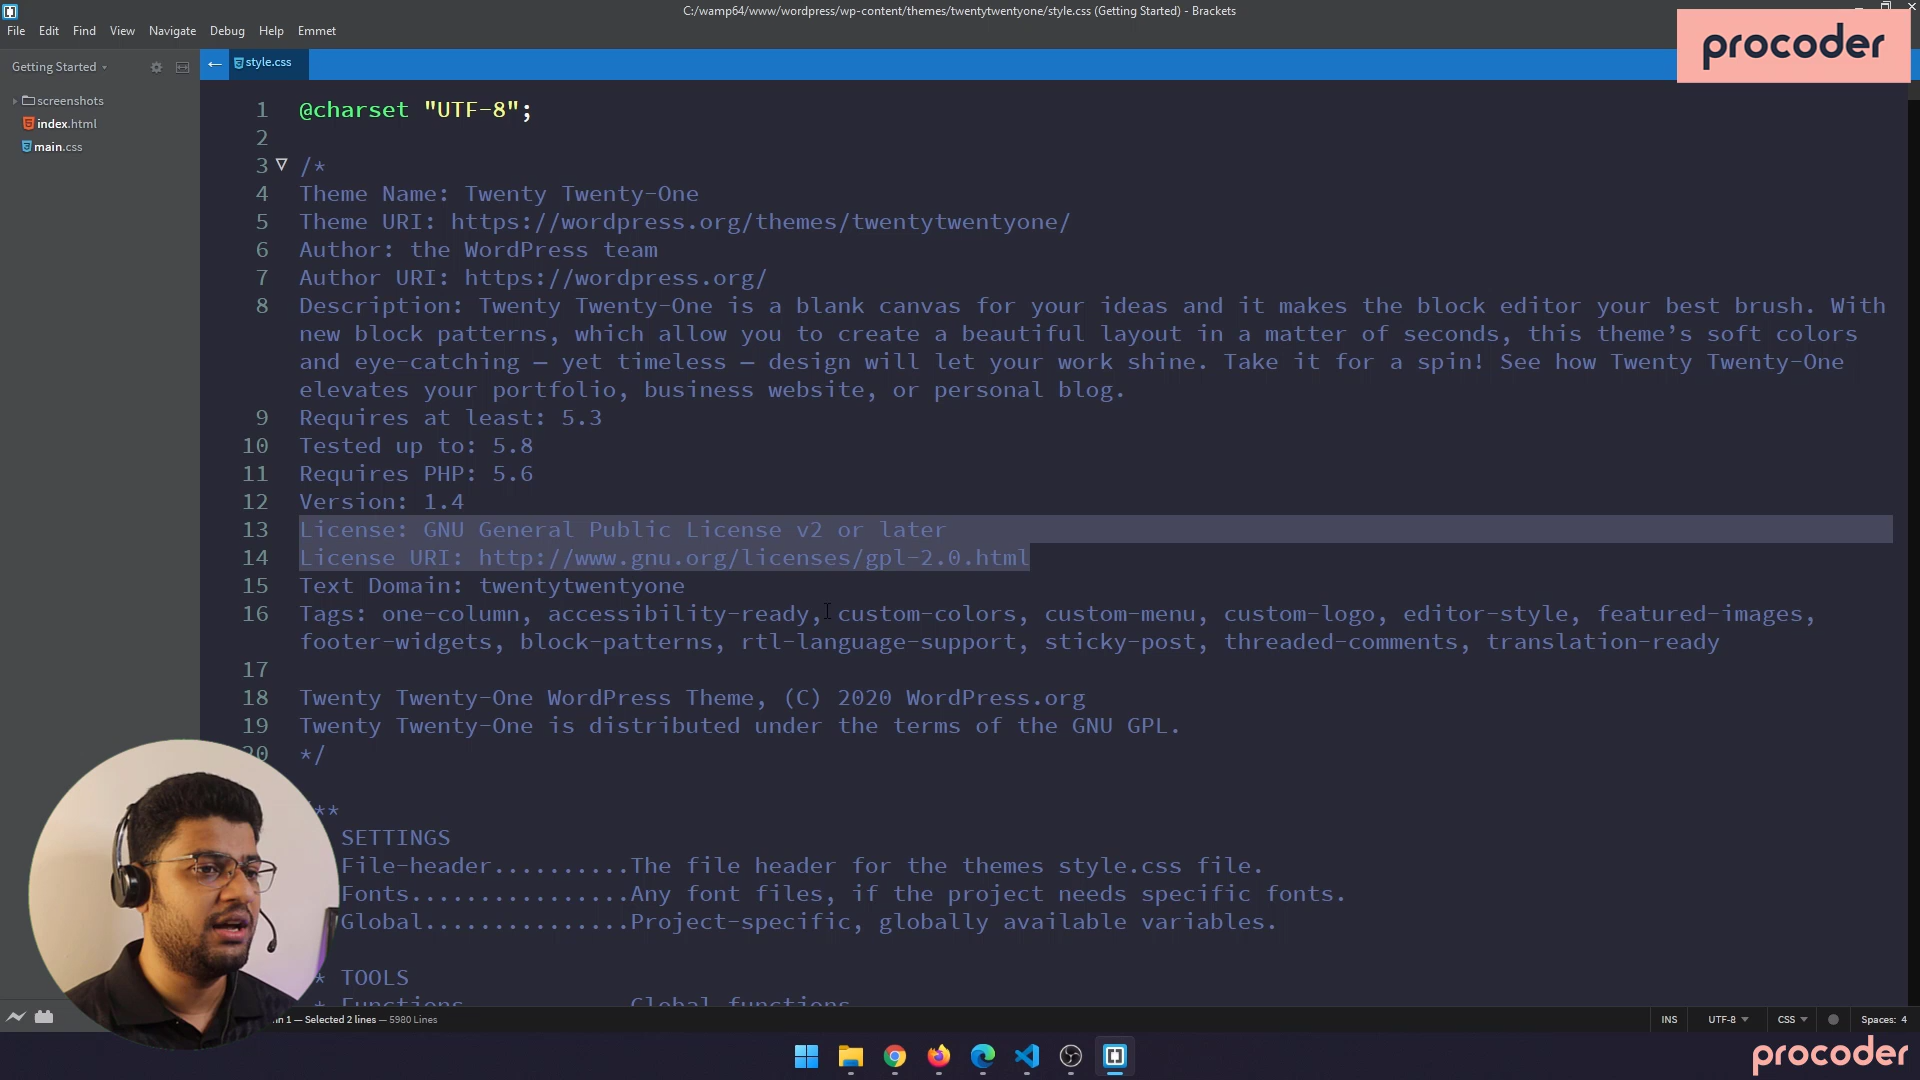 C:/wamp64/www/wordpress/wp-content/themes/twentytwentyone/style.css (Getting Started) - Brackets
File Edit Find View Navigate Debug Help Emmet
procoder
Getting Started
style.css
screenshots
index.html
main.css
1 @charset "UTF-8";
2
3 /*
4 Theme Name: Twenty Twenty-One
5 Theme URI: https://wordpress.org/themes/twentytwentyone/
6 Author: the WordPress team
7 Author URI: https://wordpress.org/
8 Description: Twenty Twenty-One is a blank canvas for your ideas and it makes the block editor your best brush. With
new block patterns, which allow you to create a beautiful layout in a matter of seconds, this theme’s soft colors
and eye-catching — yet timeless — design will let your work shine. Take it for a spin! See how Twenty Twenty-One
elevates your portfolio, business website, or personal blog.
9 Requires at least: 5.3
10 Tested up to: 5.8
11 Requires PHP: 5.6
12 Version: 1.4
13 License: GNU General Public License v2 or later
14 License URI: http://www.gnu.org/licenses/gpl-2.0.html
15 Text Domain: twentytwentyone
16 Tags: one-column, accessibility-ready, custom-colors, custom-menu, custom-logo, editor-style, featured-images,
footer-widgets, block-patterns, rtl-language-support, sticky-post, threaded-comments, translation-ready
17
18 Twenty Twenty-One WordPress Theme, (C) 2020 WordPress.org
19 Twenty Twenty-One is distributed under the terms of the GNU GPL.
20 */
**
SETTINGS
File-header..........The file header for the themes style.css file.
Fonts................Any font files, if the project needs specific fonts.
Global...............Project-specific, globally available variables.
* TOOLS
* Functions Global functions
1 — Selected 2 lines — 5980 Lines
INS UTF-8 CSS Spaces: 4
procoder